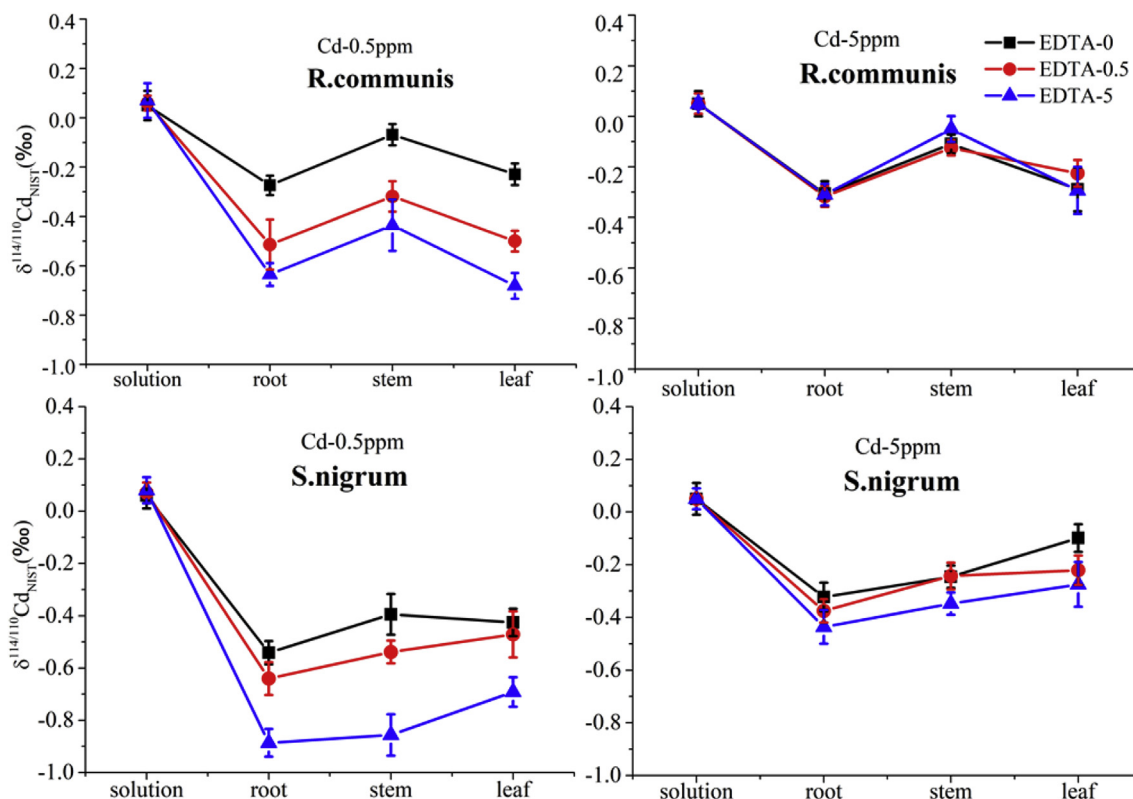 0.4
0.2
0.0
-0.2
-0.4
-0.6
-0.8
-1.0
δ114/110CdNIST(‰)
Cd-0.5ppm
R.communis
solution root stem leaf
0.4
0.2
0.0
-0.2
-0.4
-0.6
-0.8
-1.0
Cd-5ppm
R.communis
EDTA-0
EDTA-0.5
EDTA-5
solution root stem leaf
0.4
0.2
0.0
-0.2
-0.4
-0.6
-0.8
-1.0
δ114/110CdNIST(‰)
Cd-0.5ppm
S.nigrum
solution root stem leaf
0.4
0.2
0.0
-0.2
-0.4
-0.6
-0.8
-1.0
Cd-5ppm
S.nigrum
solution root stem leaf